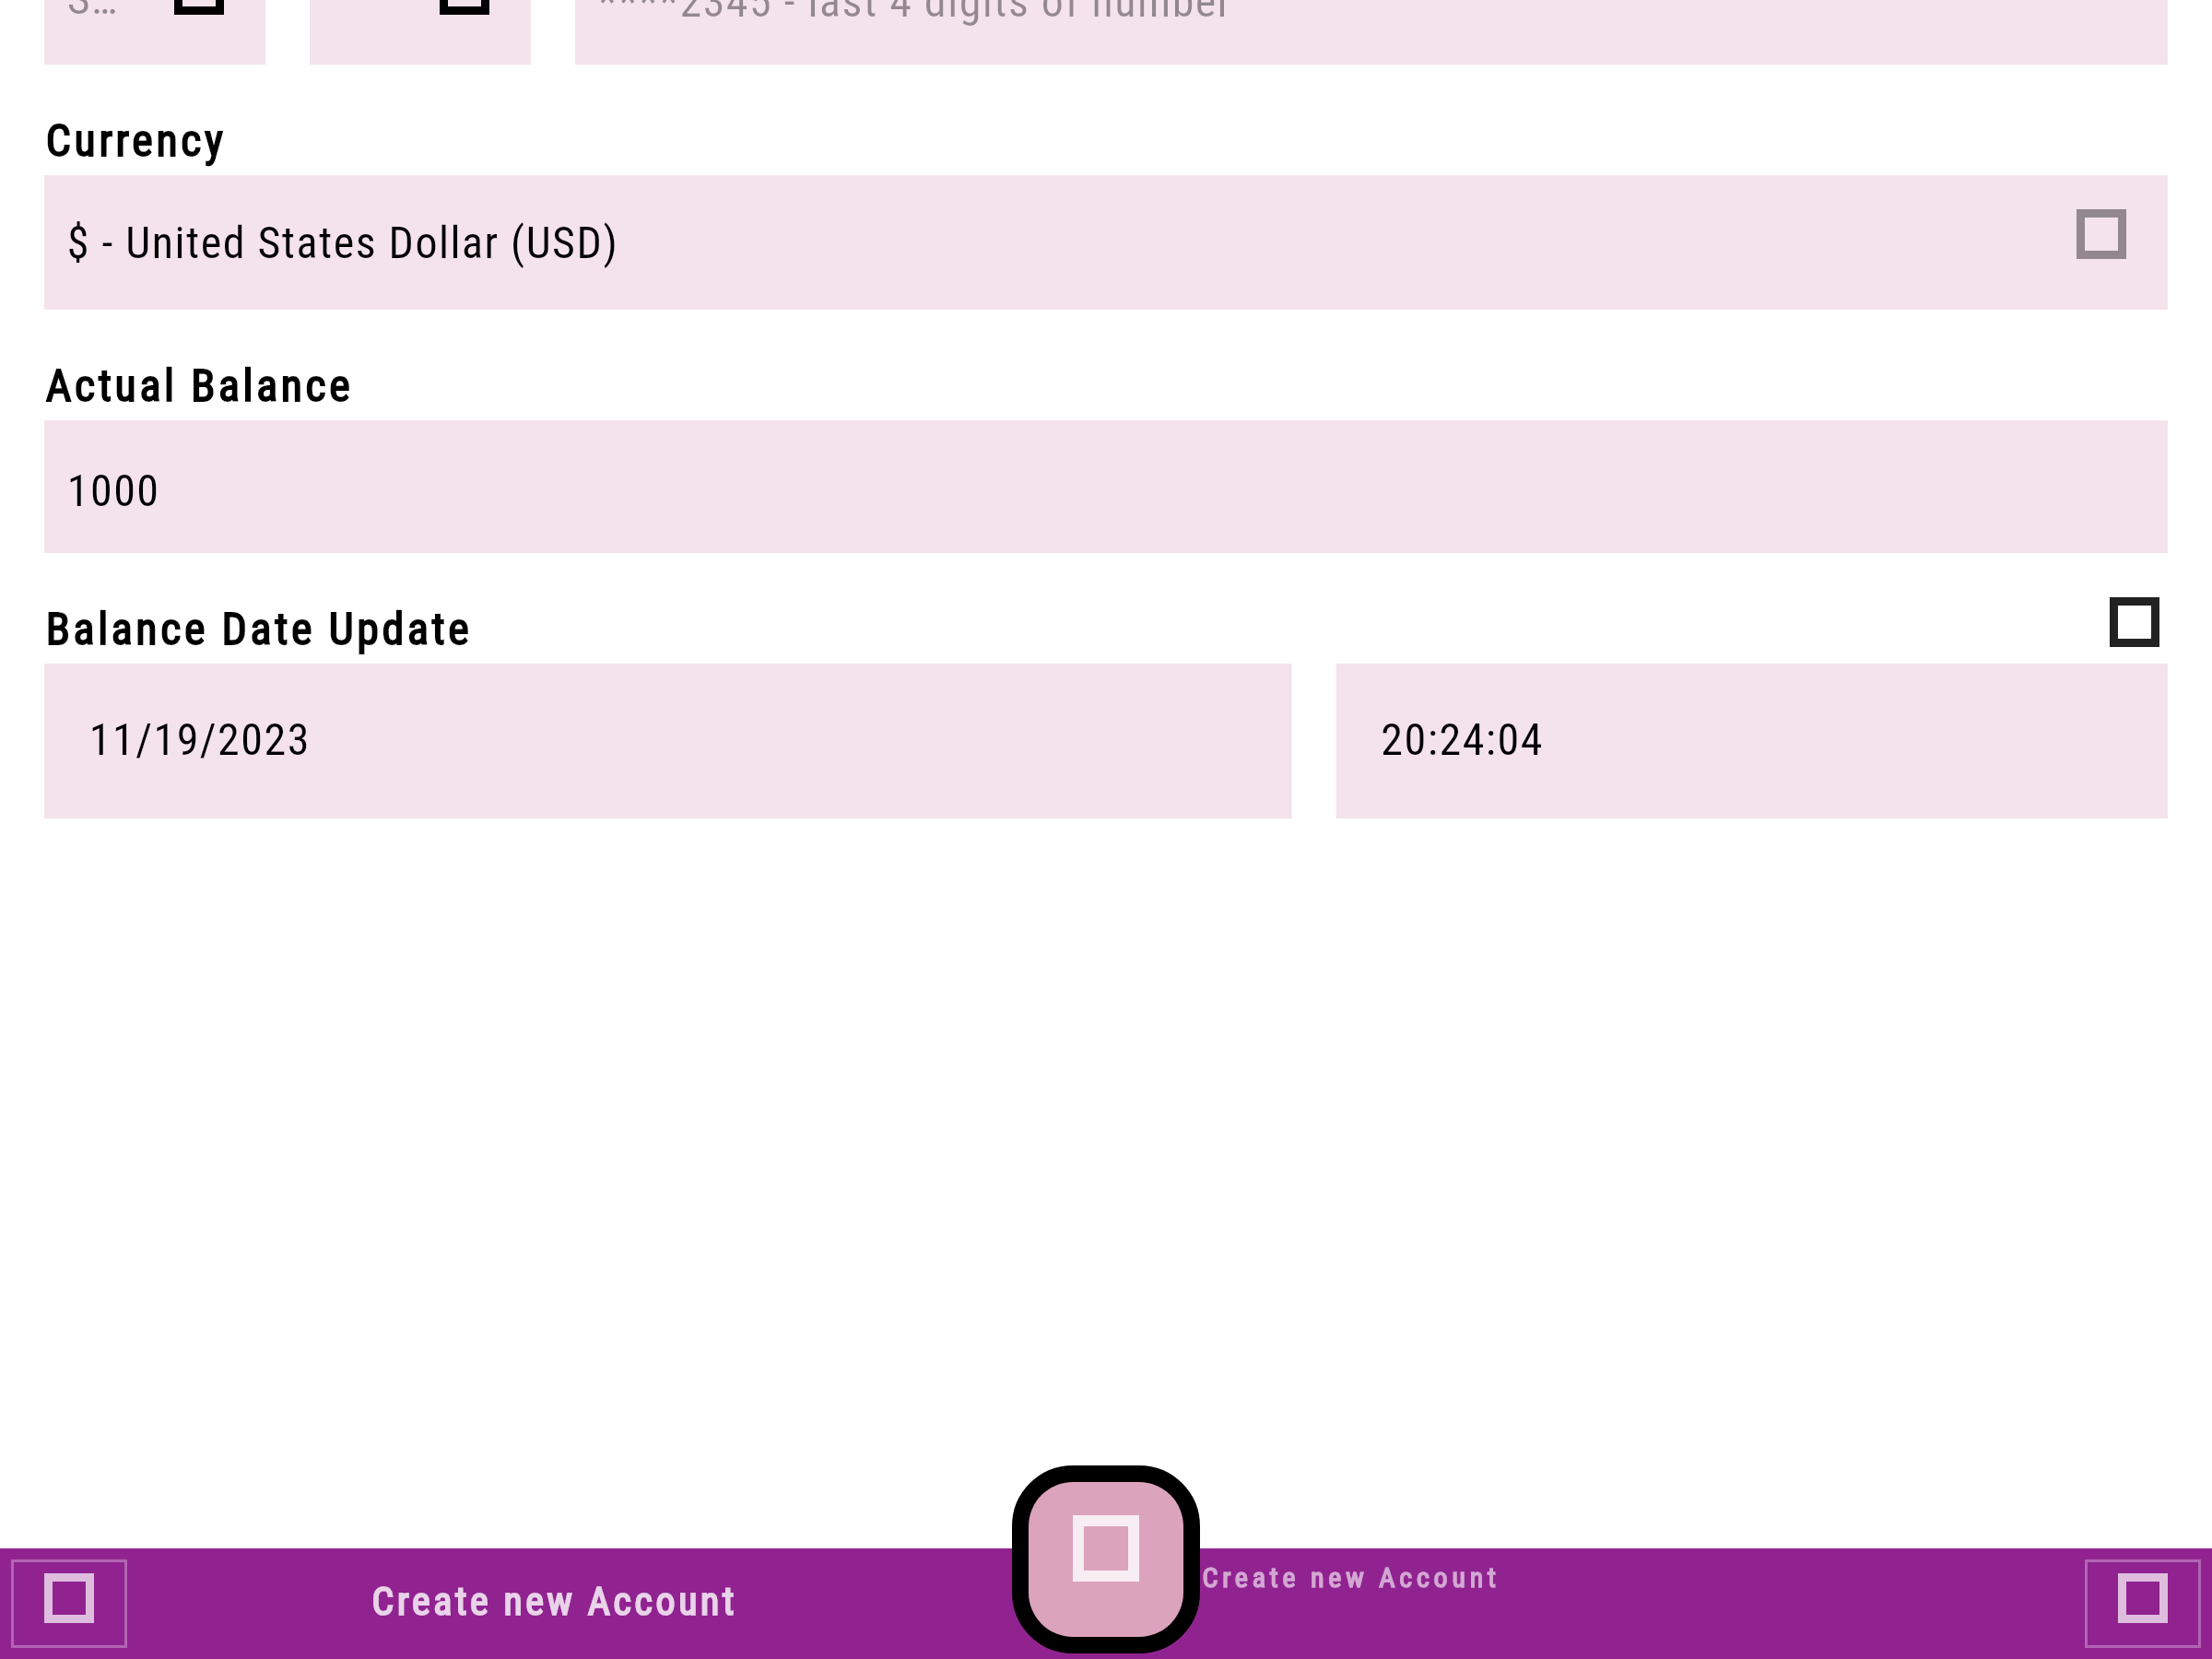 S…
****2345 - last 4 digits of number
Currency
$ - United States Dollar (USD)
Actual Balance
1000
Balance Date Update
11/19/2023
20:24:04
Create new Account
Create new Account